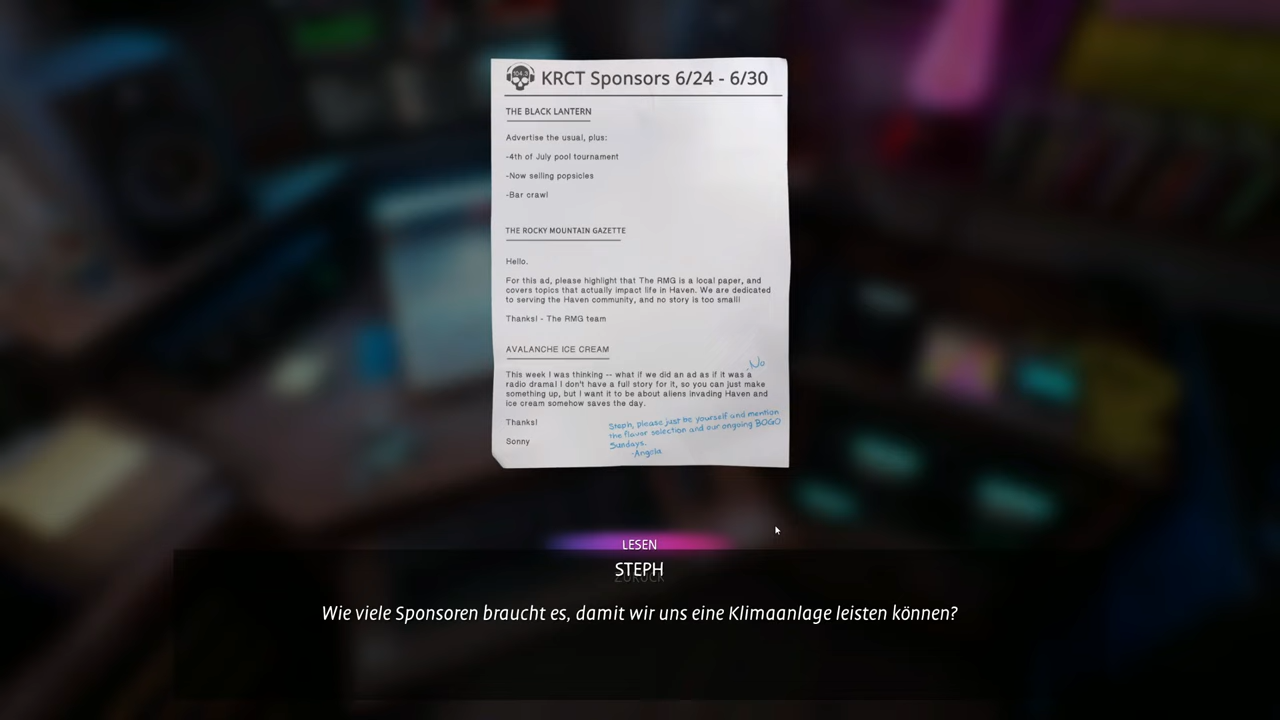 KRCT Sponsors 6/24 - 6/30
THE BLACK LANTERN
Advertise the usual, plus:
-4th of July pool tournament
-Now selling popsicles
-Bar crawl
THE ROCKY MOUNTAIN GAZETTE
Hello.
For this ad, please highlight that The RMG is a local paper, and
covers topics that actually impact life in Haven. We are dedicated
to serving the Haven community, and no story is too small!
Thanks! - The RMG team
AVALANCHE ICE CREAM
No
This week I was thinking -- what if we did an ad as if it was a
radio drama! I don't have a full story for it, so you can just make
something up, but I want it to be about aliens invading Haven and
ice cream somehow saves the day.
Thanks!
Sonny
Steph, please just be yourself and mention
the flavor selection and our ongoing BOGO
Sundays.
-Angela.
LESEN
STEPH
ZURÜCK
Wie viele Sponsoren braucht es, damit wir uns eine Klimaanlage leisten können?